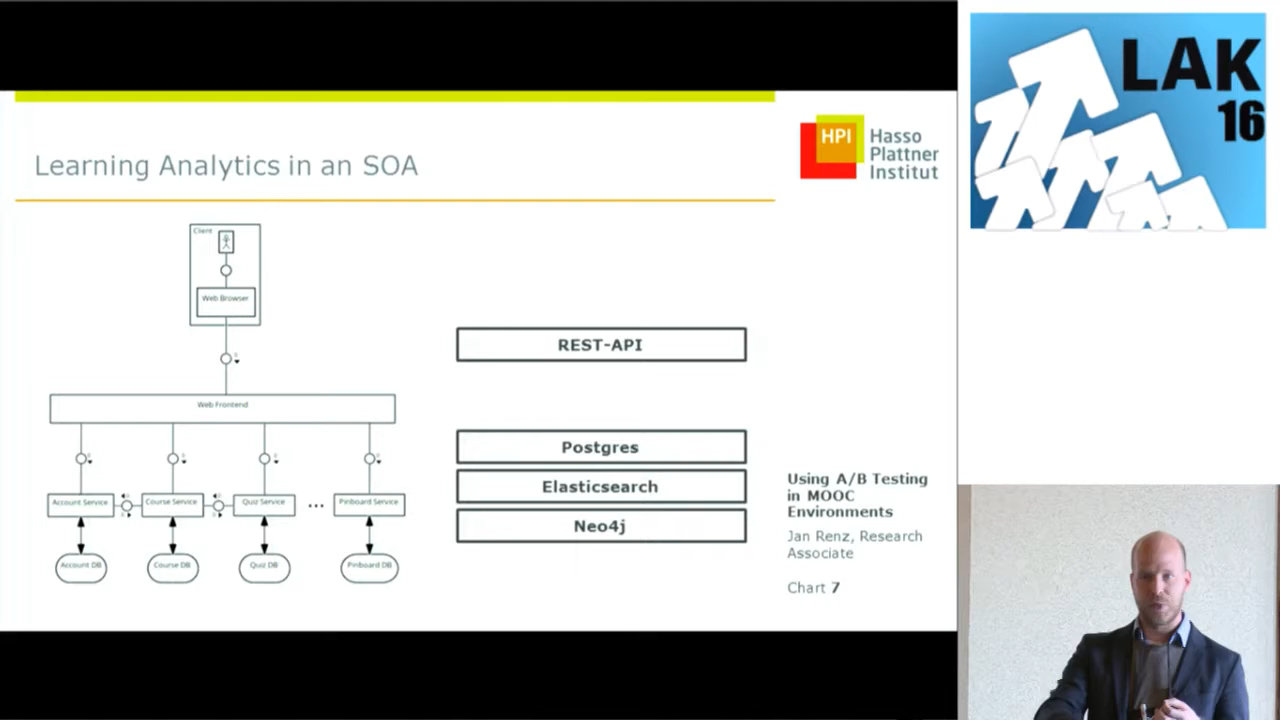 Learning Analytics in an SOA
HPI
Hasso
Plattner
Institut
Client
Web Browser
Web Frontend
Account Service
Course Service
Quiz Service
...
Pinboard Service
Account DB
Course DB
Quiz DB
Pinboard DB
REST-API
Postgres
Elasticsearch
Neo4j
Using A/B Testing
in MOOC
Environments
Jan Renz, Research
Associate
Chart 7
LAK
16